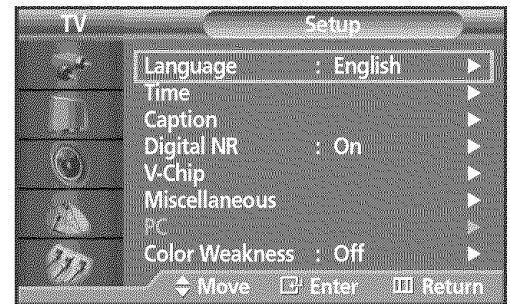 TV Setup
Language : English
Time
Caption
Digital NR : On
V-Chip
Miscellaneous
PC
Color Weakness : Off
Move Enter Return